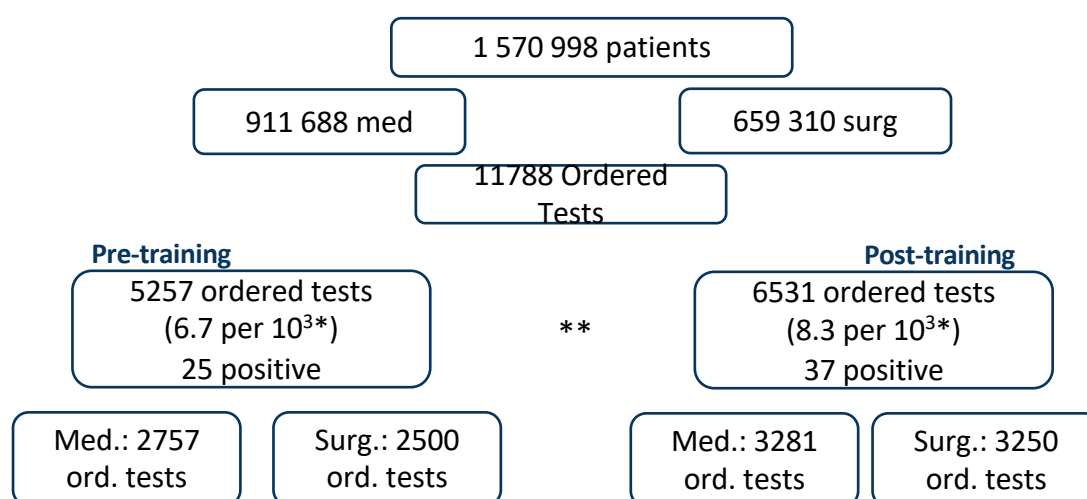 1 570 998 patients
911 688 med
659 310 surg
11788 Ordered
Tests
Pre-training
Post-training
5257 ordered tests
(6.7 per 10³*)
25 positive
**
6531 ordered tests
(8.3 per 10³*)
37 positive
Med.: 2757
ord. tests
Surg.: 2500
ord. tests
Med.: 3281
ord. tests
Surg.: 3250
ord. tests